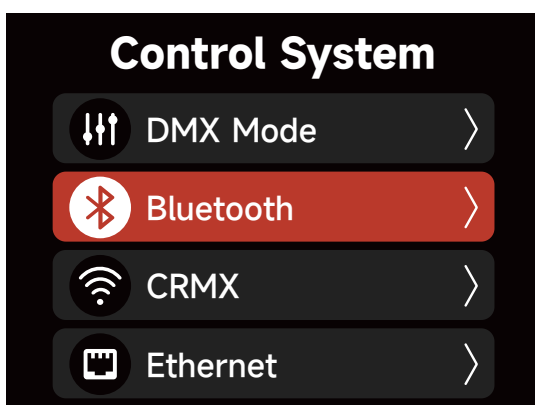 Control System
DMX Mode
Bluetooth
CRMX
Ethernet